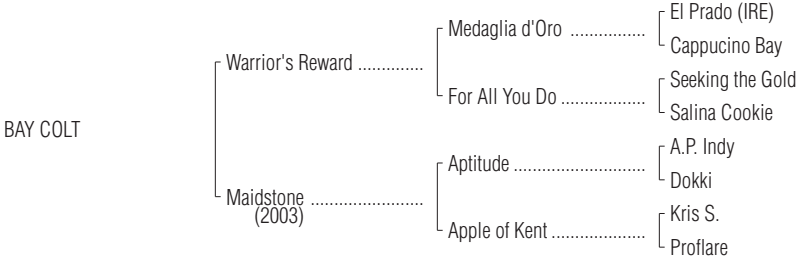 El Prado (IRE)
Medaglia d'Oro ................
Cappucino Bay
Warrior's Reward ..............
Seeking the Gold
For All You Do ..................
Salina Cookie
BAY COLT
A.P. Indy
Aptitude ............................
Dokki
Maidstone ........................
(2003)
Kris S.
Apple of Kent ....................
Proflare